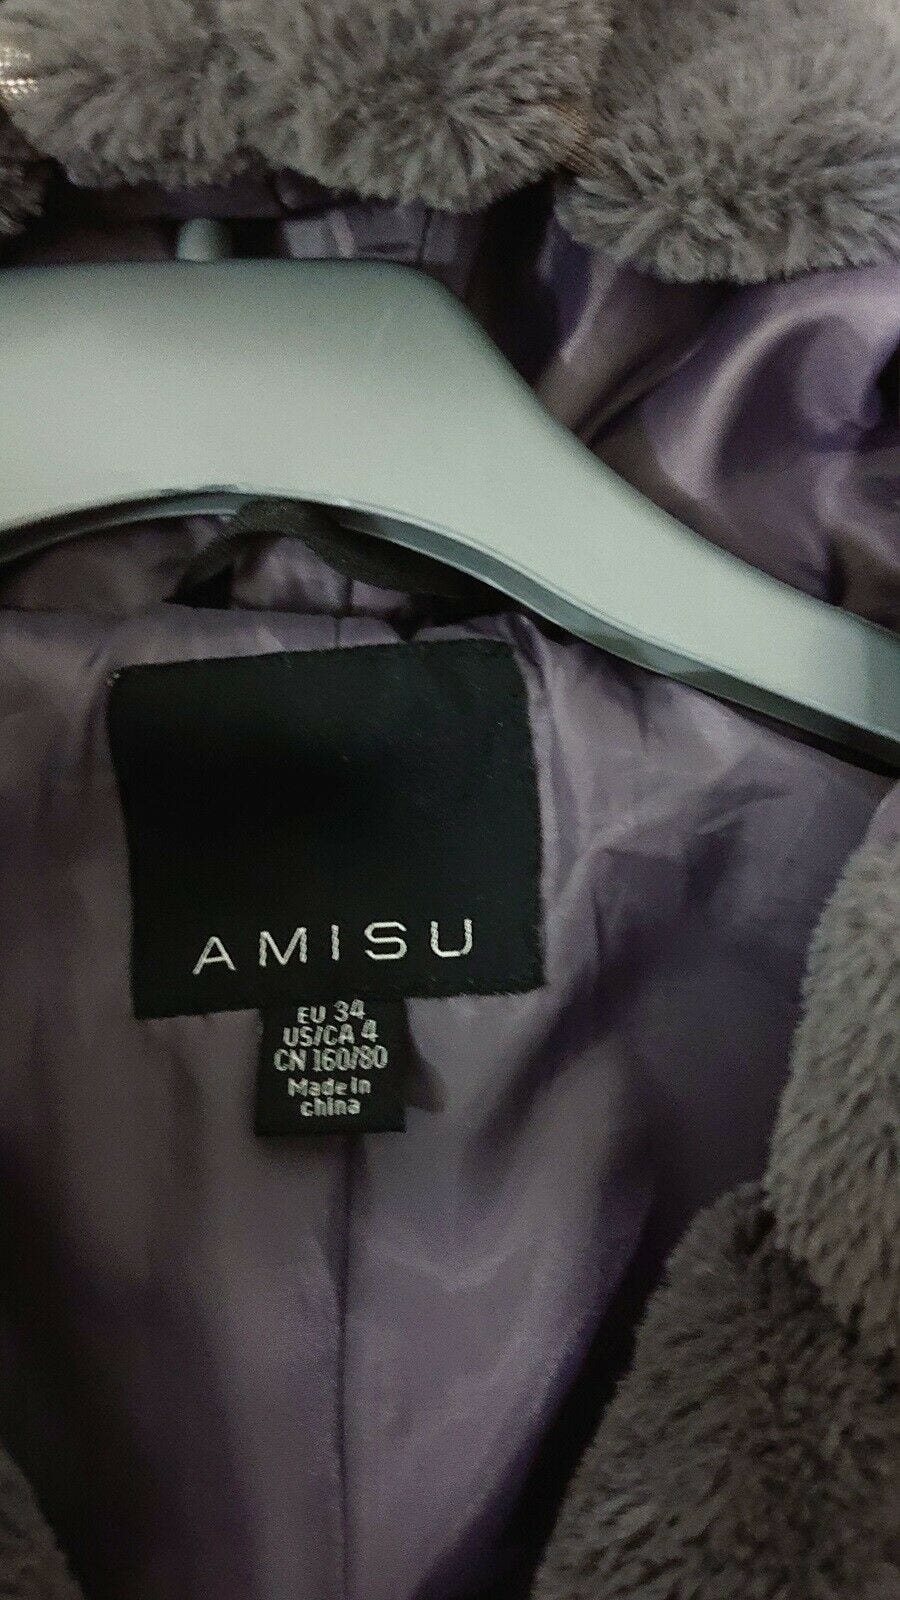 AMISU
EU 34
US/CA 4
CN 160/80
Made in
china